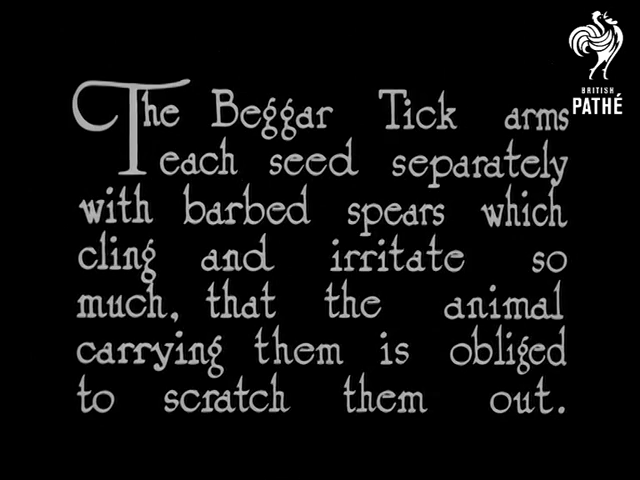 BRITISH
PATHÉ
The Beggar Tick arms
each seed separately
with barbed spears which
cling and irritate so
much, that the animal
carrying them is obliged
to scratch them out.